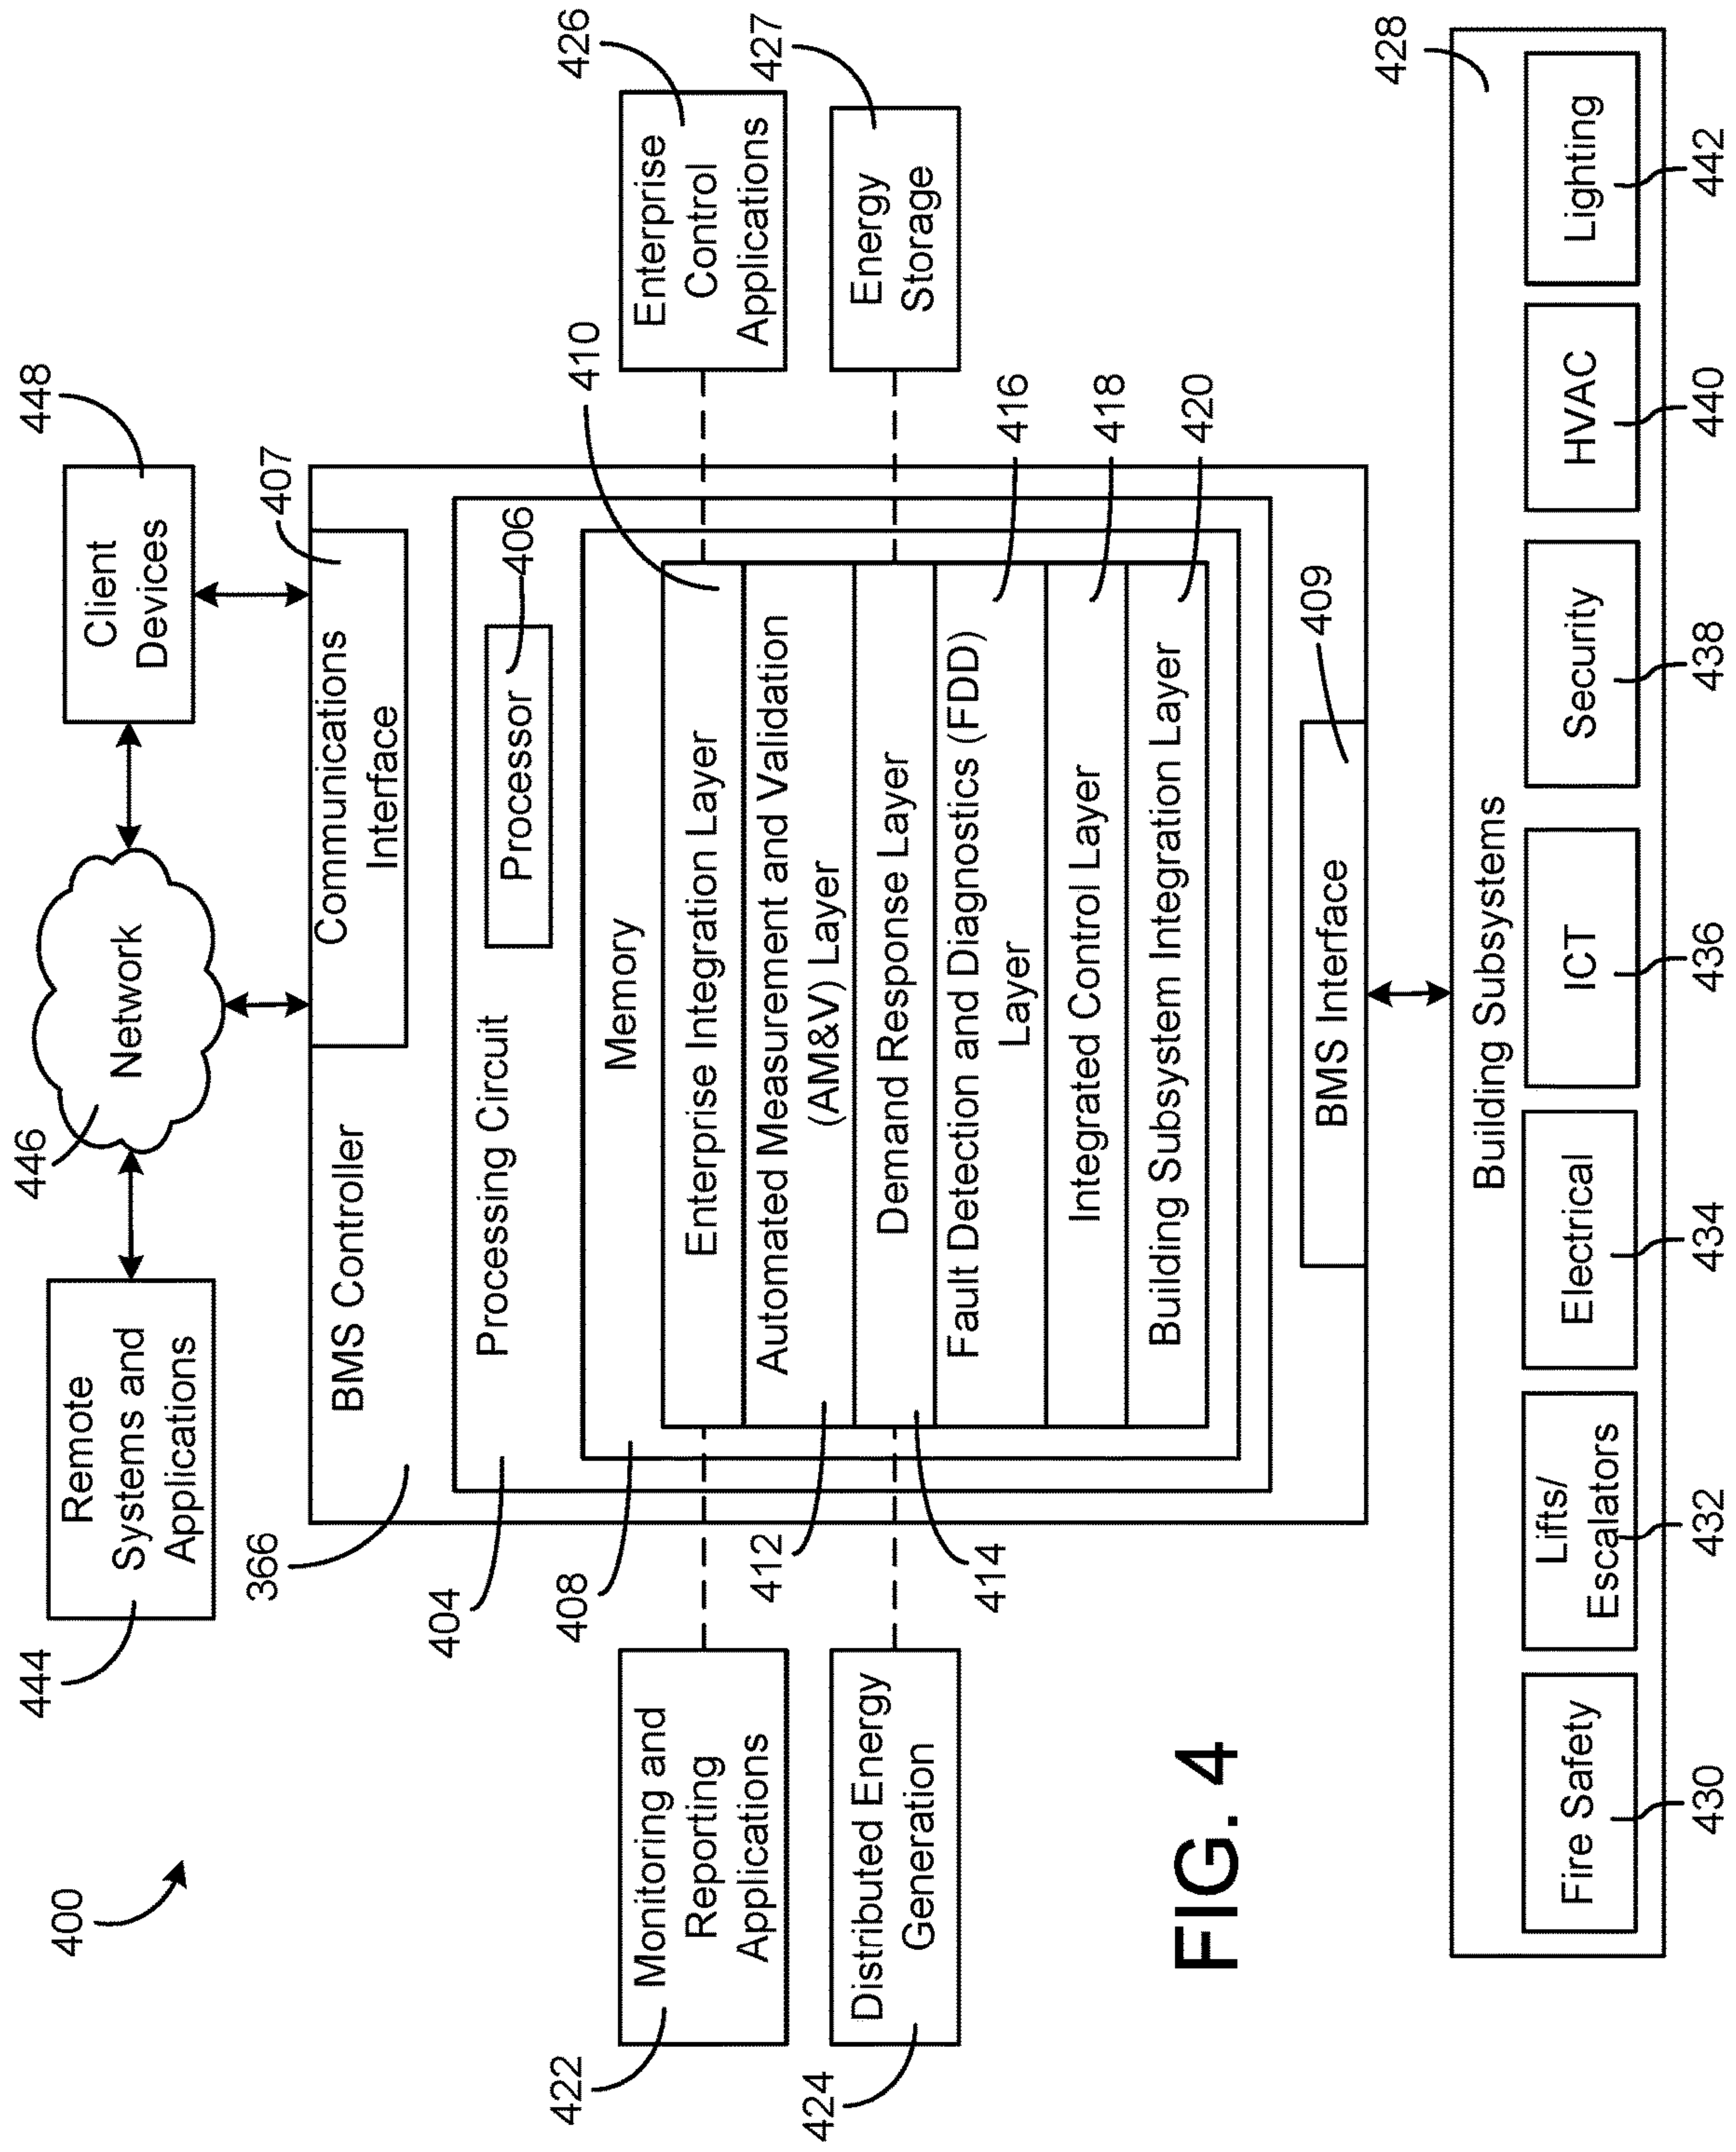 400
444
Remote
Systems and
Applications
446
Network
448
Client
Devices
366
BMS Controller
407
Communications
Interface
404
Processing Circuit
Processor
406
408
Memory
410
Enterprise Integration Layer
Automated Measurement and Validation
(AM&V) Layer
412
Demand Response Layer
414
Fault Detection and Diagnostics (FDD)
Layer
416
Integrated Control Layer
418
Building Subsystem Integration Layer
420
422
Monitoring and
Reporting
Applications
424
Distributed Energy
Generation
426
Enterprise
Control
Applications
427
Energy
Storage
BMS Interface
409
FIG. 4
428
Building Subsystems
Fire Safety
Lifts/
Escalators
Electrical
ICT
Security
HVAC
Lighting
430
432
434
436
438
440
442